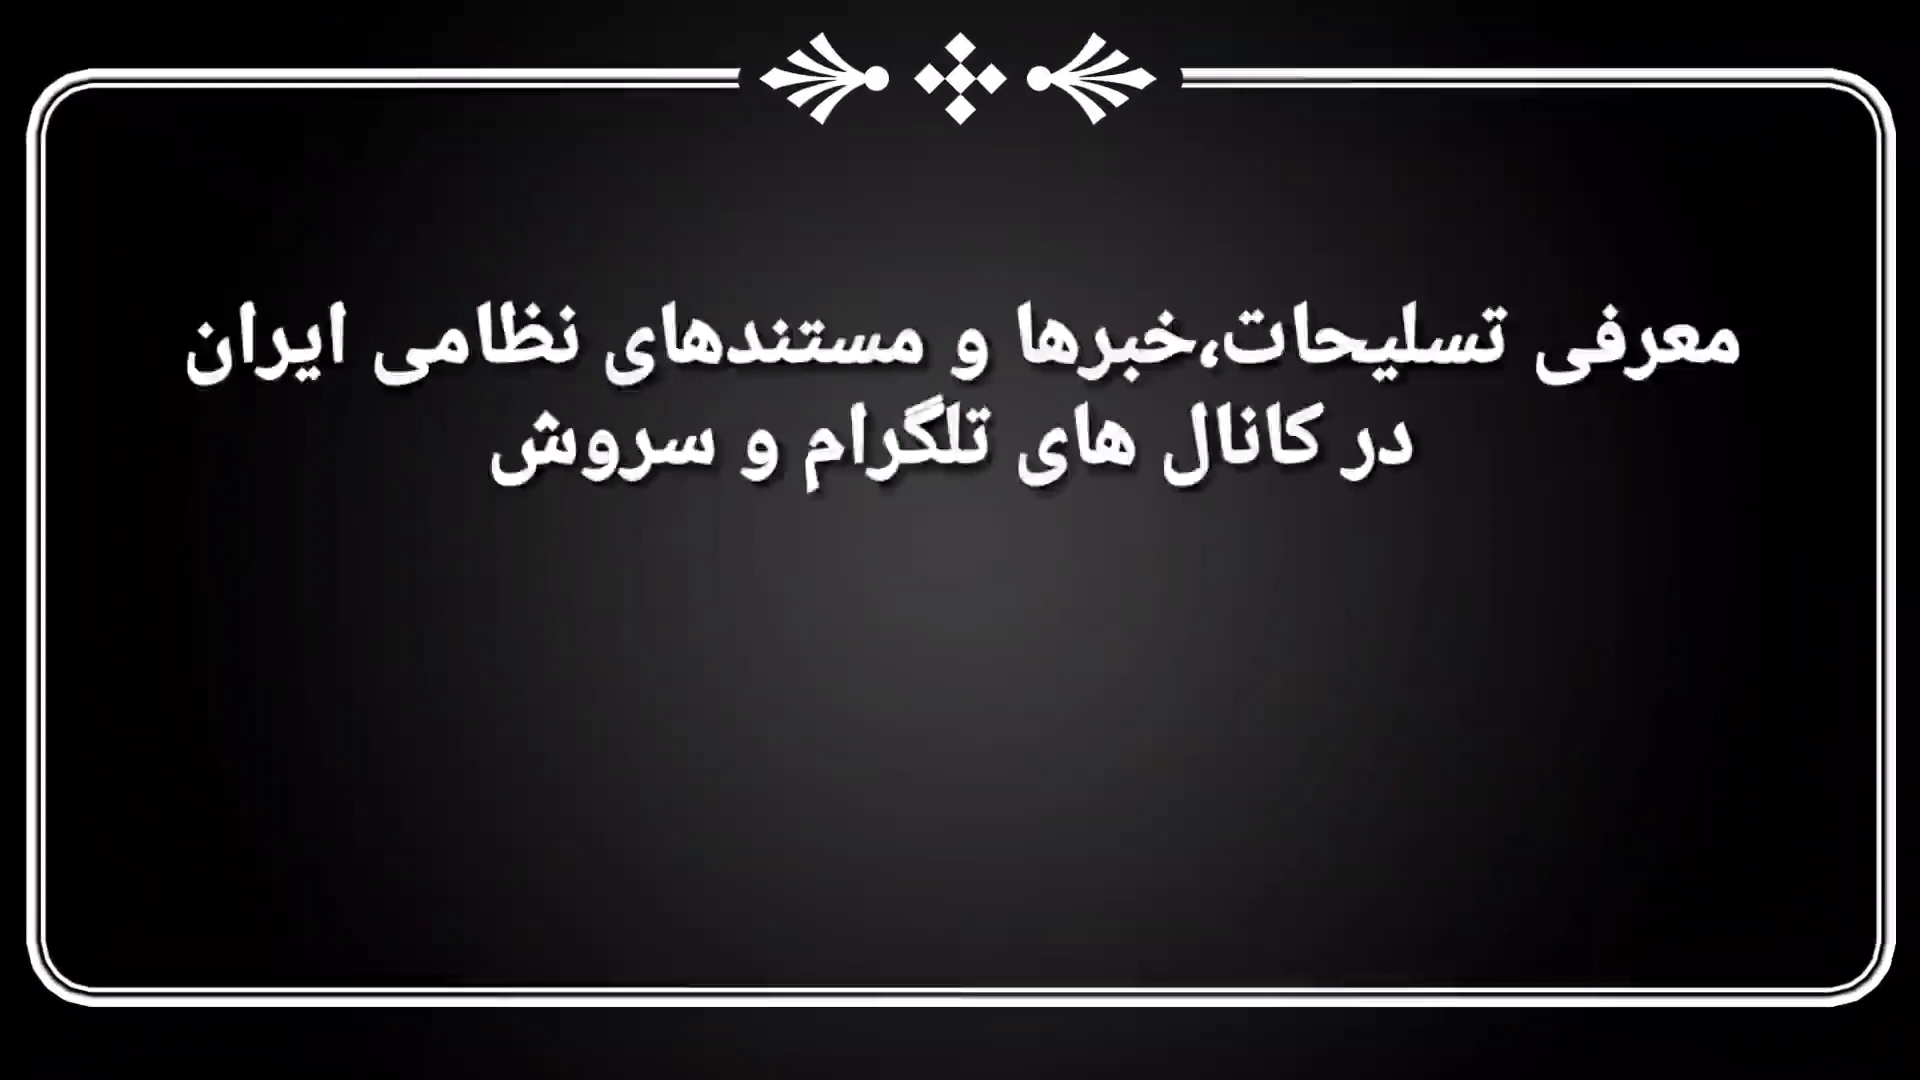 معرفی تسلیحات،خبرها و مستندهای نظامی ایران
در کانال های تلگرام و سروش